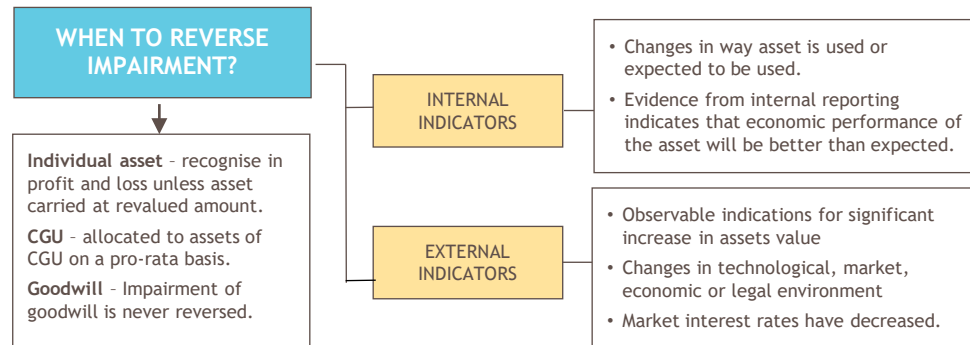 WHEN TO REVERSE
IMPAIRMENT?
Individual asset – recognise in
profit and loss unless asset
carried at revalued amount.
CGU – allocated to assets of
CGU on a pro-rata basis.
Goodwill – Impairment of
goodwill is never reversed.
INTERNAL
INDICATORS
• Changes in way asset is used or
expected to be used.
• Evidence from internal reporting
indicates that economic performance of
the asset will be better than expected.
EXTERNAL
INDICATORS
• Observable indications for significant
increase in assets value
• Changes in technological, market,
economic or legal environment
• Market interest rates have decreased.